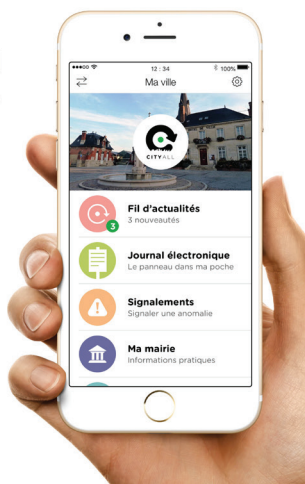 12 : 34
100%
Ma ville
CITYALL
Fil d'actualités
3 nouveautés
3
Journal électronique
Le panneau dans ma poche
Signalements
Signaler une anomalie
Ma mairie
Informations pratiques